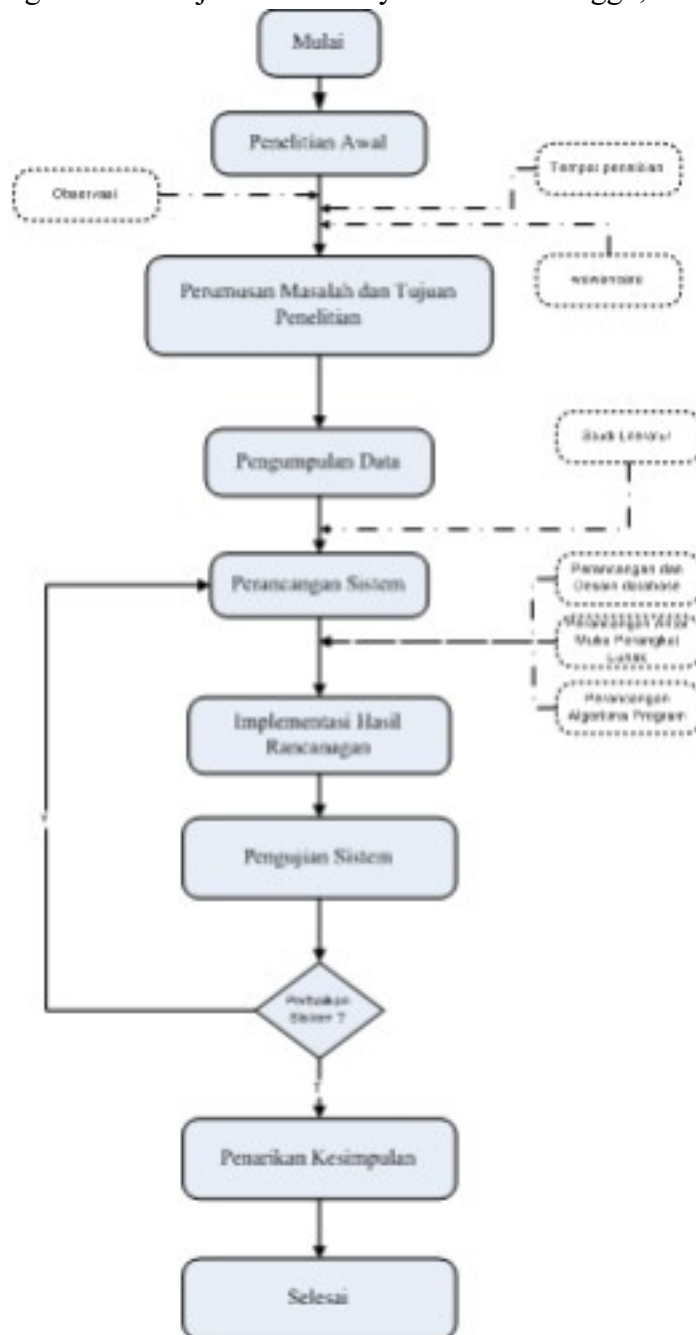 Mulai
Penelitian Awal
Observasi
Tempat penelitian
wawancara
Perumusan Masalah dan Tujuan
Penelitian
Studi Literatur
Pengumpulan Data
Perancangan Sistem
Perancangan dan
Desain database
Muka Perangkat
Lunak
Perancangan
Algoritma Program
Implementasi Hasil
Rancanagan
Pengujian Sistem
Y
Perbaikan
Sistem ?
T
Penarikan Kesimpulan
Selesai